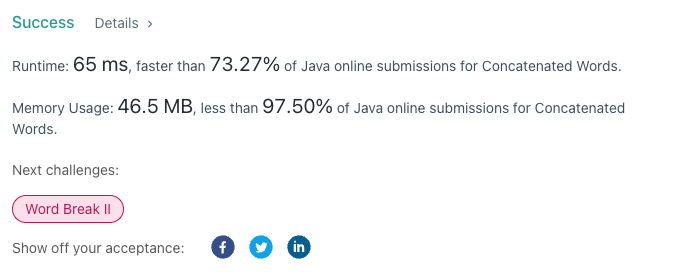 Success Details >
Runtime: 65 ms, faster than 73.27% of Java online submissions for Concatenated Words.
Memory Usage: 46.5 MB, less than 97.50% of Java online submissions for Concatenated
Words.
Next challenges:
Word Break II
Show off your acceptance: f in